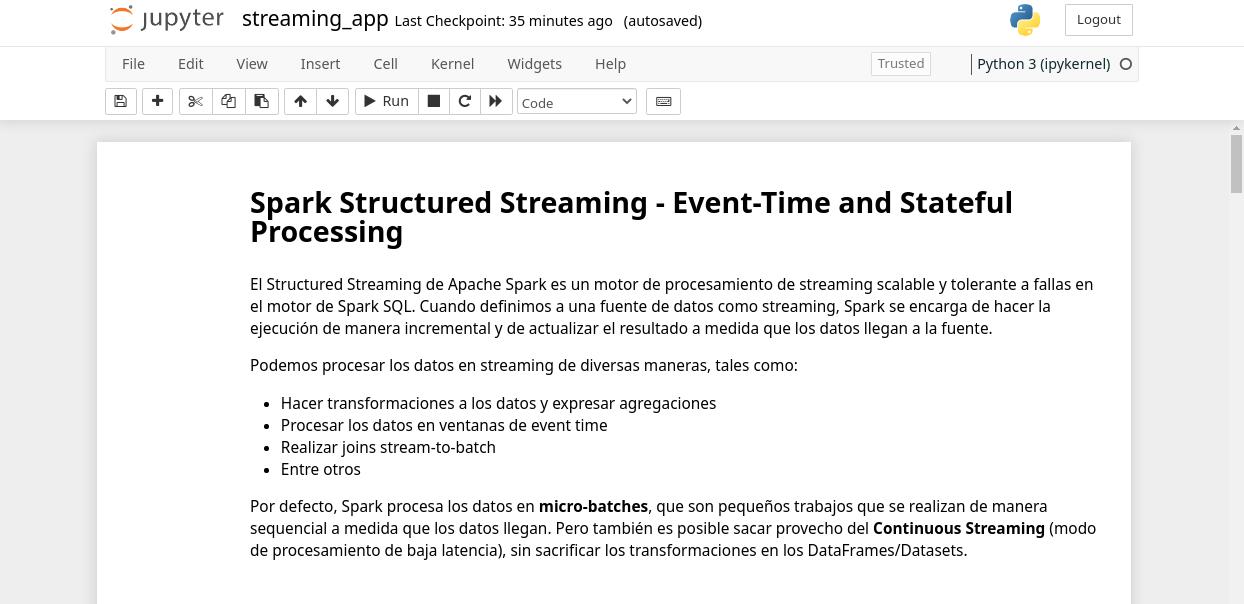 jupyter streaming_app Last Checkpoint: 35 minutes ago (autosaved)
Logout
File Edit View Insert Cell Kernel Widgets Help Trusted Python 3 (ipykernel)
Run Code
Spark Structured Streaming - Event-Time and Stateful
Processing
El Structured Streaming de Apache Spark es un motor de procesamiento de streaming scalable y tolerante a fallas en
el motor de Spark SQL. Cuando definimos a una fuente de datos como streaming, Spark se encarga de hacer la
ejecución de manera incremental y de actualizar el resultado a medida que los datos llegan a la fuente.
Podemos procesar los datos en streaming de diversas maneras, tales como:
• Hacer transformaciones a los datos y expresar agregaciones
• Procesar los datos en ventanas de event time
• Realizar joins stream-to-batch
• Entre otros
Por defecto, Spark procesa los datos en micro-batches, que son pequeños trabajos que se realizan de manera
sequencial a medida que los datos llegan. Pero también es posible sacar provecho del Continuous Streaming (modo
de procesamiento de baja latencia), sin sacrificar los transformaciones en los DataFrames/Datasets.